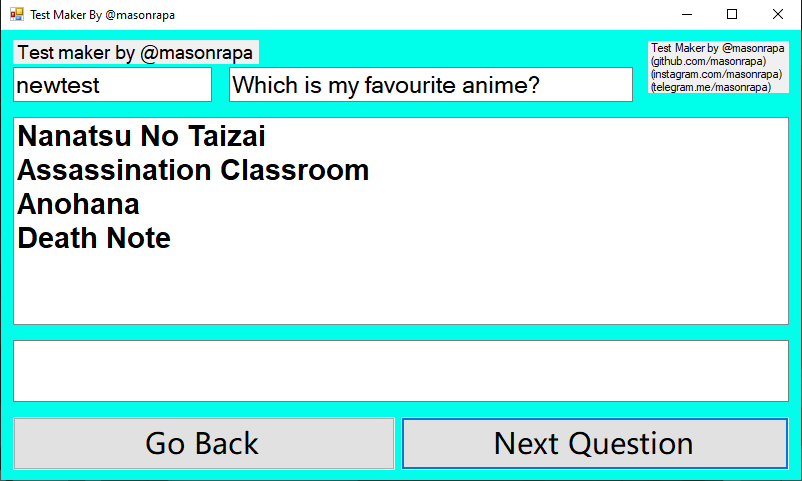 Test Maker By @masonrapa
Test maker by @masonrapa
Test Maker by @masonrapa
(github.com/masonrapa)
(instagram.com/masonrapa)
(telegram.me/masonrapa)
newtest
Which is my favourite anime?
Nanatsu No Taizai
Assassination Classroom
Anohana
Death Note
Go Back
Next Question